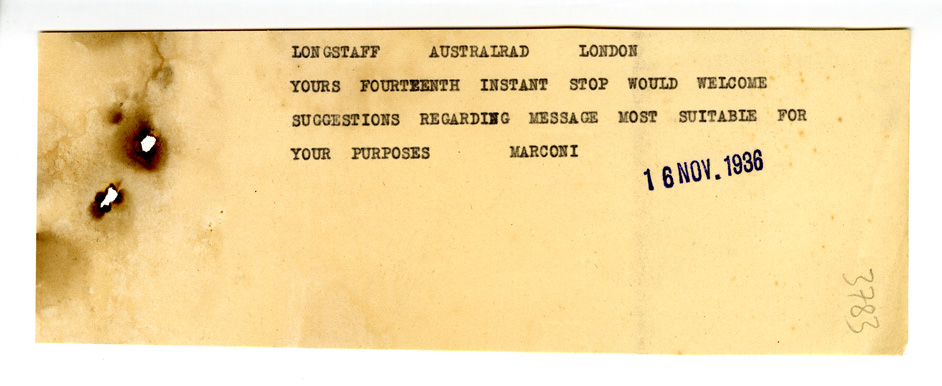 LONGSTAFF AUSTRALRAD LONDON
YOURS FOURTEENTH INSTANT STOP WOULD WELCOME
SUGGESTIONS REGARDING MESSAGE MOST SUITABLE FOR
YOUR PURPOSES MARCONI
16 NOV. 1936
3783